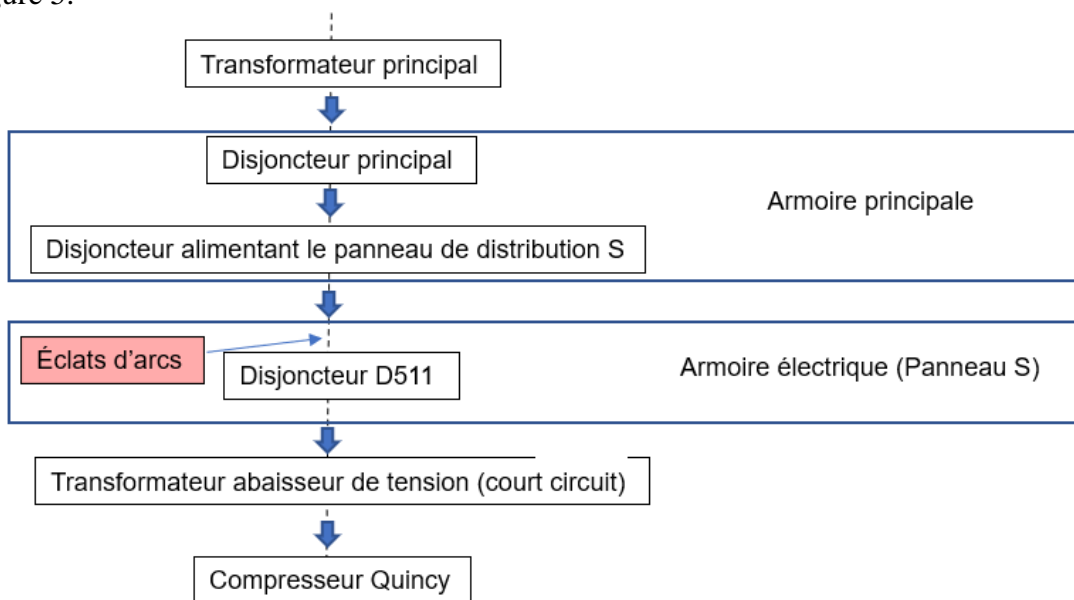 Transformateur principal
Disjoncteur principal
Armoire principale
Disjoncteur alimentant le panneau de distribution S
Éclats d'arcs
Disjoncteur D511
Armoire électrique (Panneau S)
Transformateur abaisseur de tension (court circuit)
Compresseur Quincy